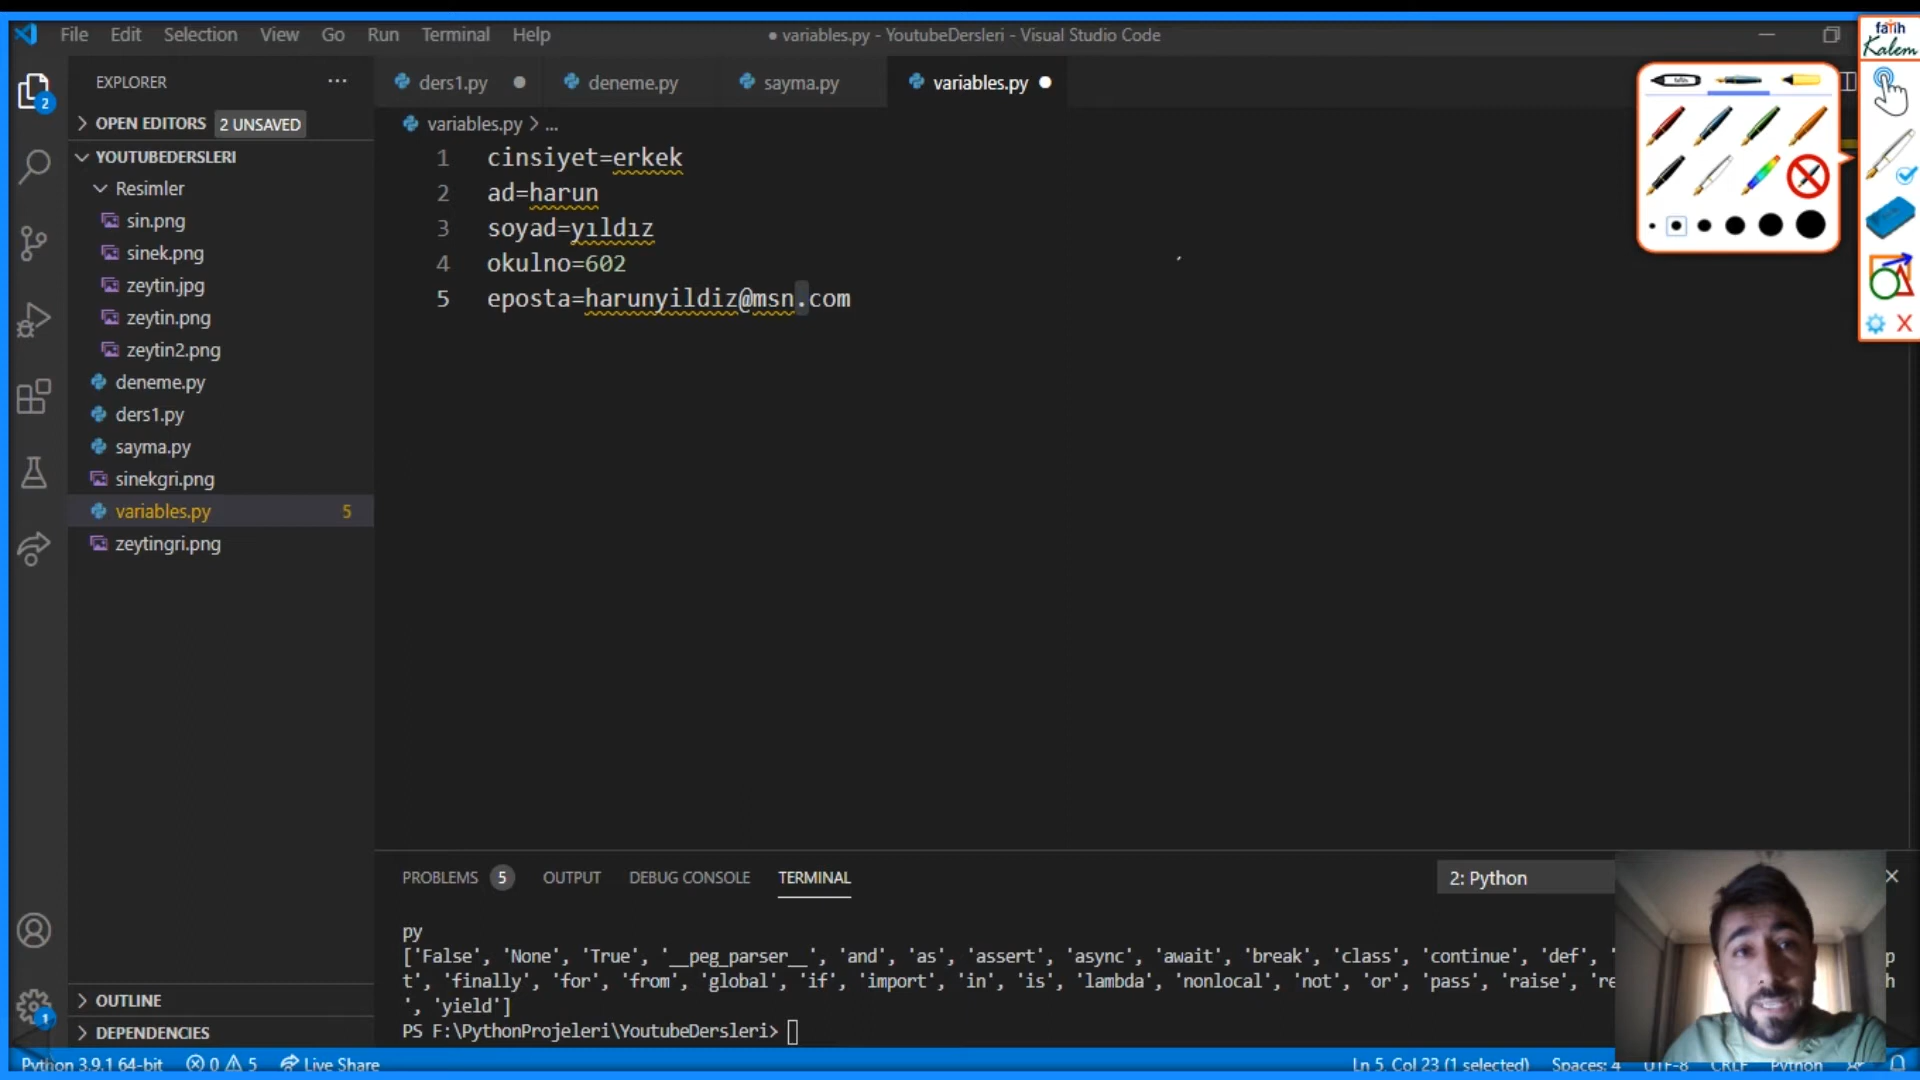 File Edit Selection View Go Run Terminal Help
● variables.py - YoutubeDersleri - Visual Studio Code
fatih
Kalem
EXPLORER ...
ders1.py
deneme.py
sayma.py
variables.py
2
OPEN EDITORS 2 UNSAVED
YOUTUBEDERSLERI
Resimler
sin.png
sinek.png
zeytin.jpg
zeytin.png
zeytin2.png
deneme.py
ders1.py
sayma.py
sinekgri.png
variables.py 5
zeytingri.png
OUTLINE
DEPENDENCIES
1
variables.py > ...
1 cinsiyet=erkek
2 ad=harun
3 soyad=yıldız
4 okulno=602
5 eposta=harunyildiz@msn.com
X
PROBLEMS 5 OUTPUT DEBUG CONSOLE TERMINAL
2: Python
py
['False', 'None', 'True', '__peg_parser__', 'and', 'as', 'assert', 'async', 'await', 'break', 'class', 'continue', 'def', ' p
t', 'finally', 'for', 'from', 'global', 'if', 'import', 'in', 'is', 'lambda', 'nonlocal', 'not', 'or', 'pass', 'raise', 're h
', 'yield']
PS F:\PythonProjeleri\YoutubeDersleri>
Python 3.9.1 64-bit 0 5 Live Share
Ln 5, Col 23 (1 selected) Spaces: 4 UTF-8 CRLF Python